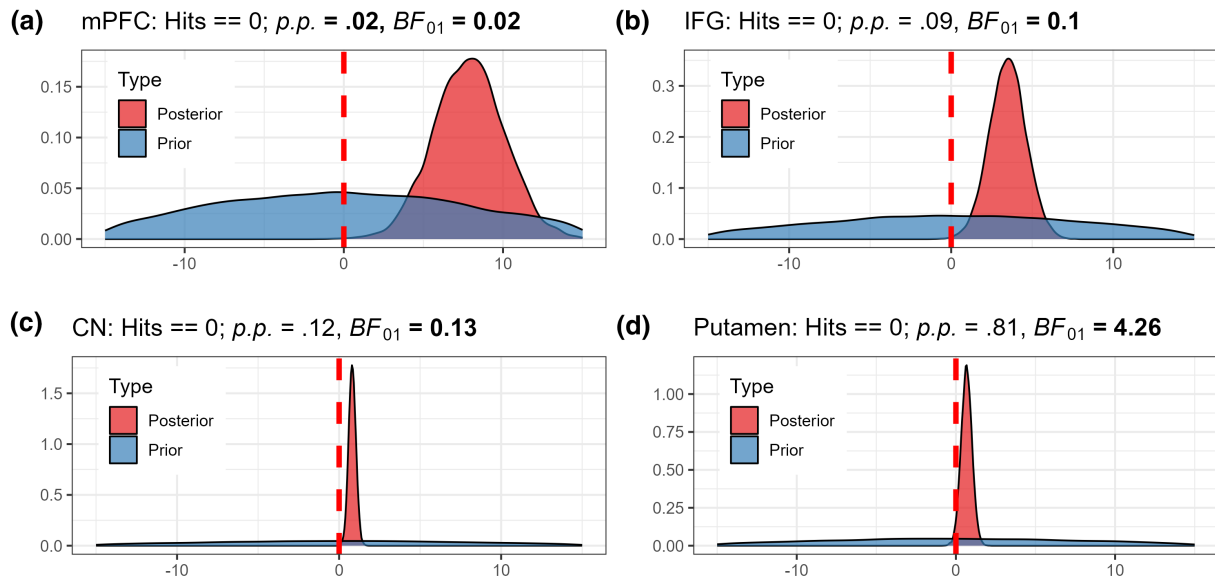 (a) mPFC: Hits == 0; p.p. = .02, BF01 = 0.02
Type
Posterior
Prior
0.15
0.10
0.05
0.00
-10 0 10
(b) IFG: Hits == 0; p.p. = .09, BF01 = 0.1
Type
Posterior
Prior
0.3
0.2
0.1
0.0
-10 0 10
(c) CN: Hits == 0; p.p. = .12, BF01 = 0.13
Type
Posterior
Prior
1.5
1.0
0.5
0.0
-10 0 10
(d) Putamen: Hits == 0; p.p. = .81, BF01 = 4.26
Type
Posterior
Prior
1.00
0.75
0.50
0.25
0.00
-10 0 10